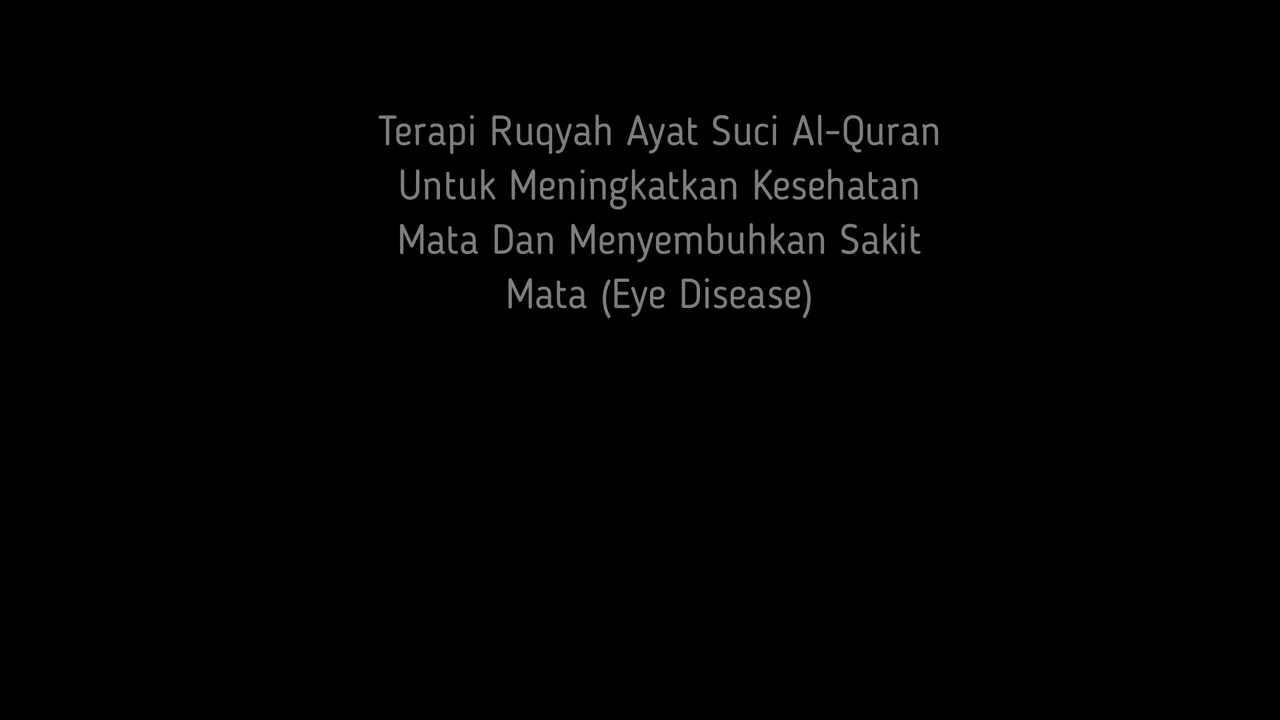 Terapi Ruqyah Ayat Suci Al-Quran
Untuk Meningkatkan Kesehatan
Mata Dan Menyembuhkan Sakit
Mata (Eye Disease)